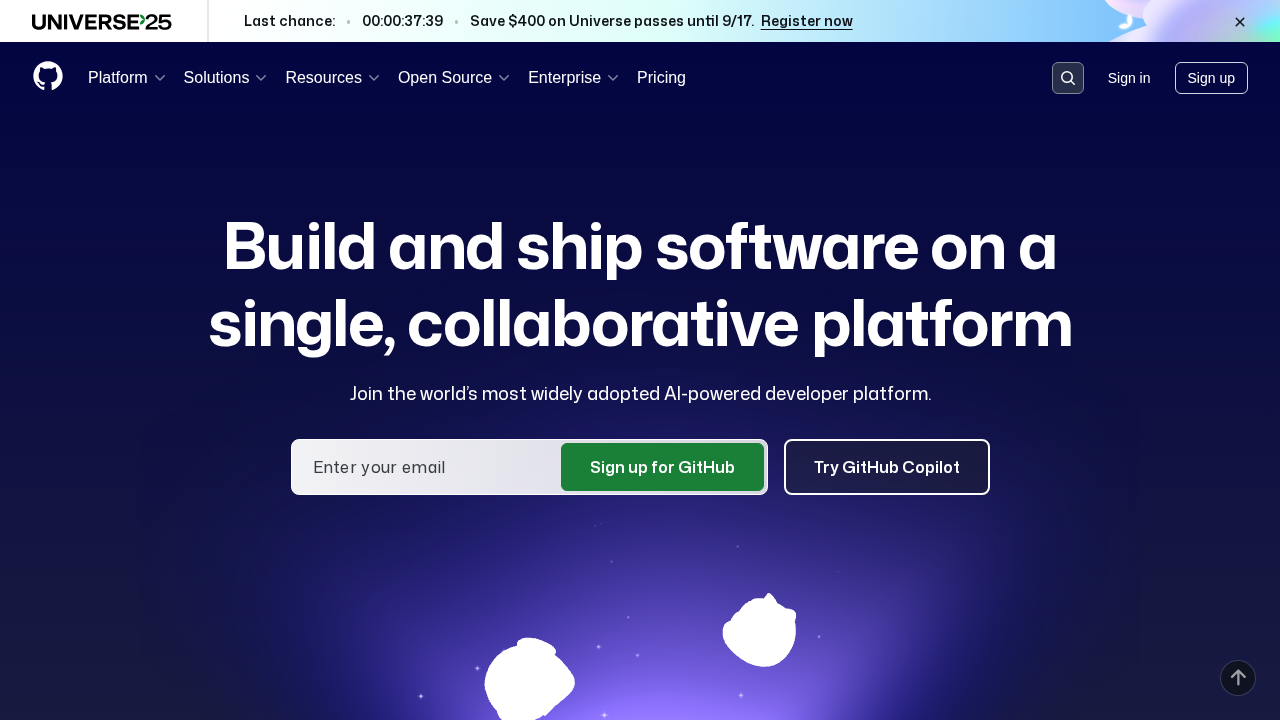 UNIVERSE'25
Last chance: • 00:00:37:39 • Save $400 on Universe passes until 9/17. Register now
Platform Solutions Resources Open Source Enterprise Pricing Sign in Sign up
Build and ship software on a
single, collaborative platform
Join the world’s most widely adopted AI-powered developer platform.
Enter your email Sign up for GitHub Try GitHub Copilot